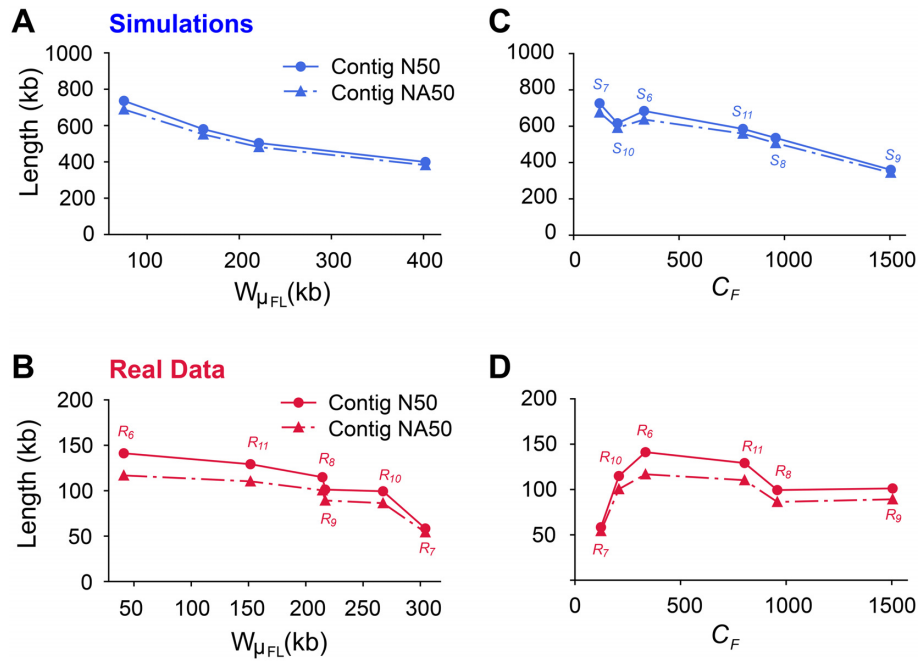 A Simulations
Contig N50
Contig NA50
Length (kb)
1000
800
600
400
200
0
100
200
300
400
WμFL(kb)
C
1000
800
600
400
200
0
S7
S10
S6
S11
S8
S9
0
500
1000
1500
CF
B Real Data
Contig N50
Contig NA50
Length (kb)
200
150
100
50
0
R6
R11
R8
R9
R10
R7
50
100
150
200
250
300
WμFL(kb)
D
200
150
100
50
R7
R10
R6
R11
R8
R9
0
500
1000
1500
CF